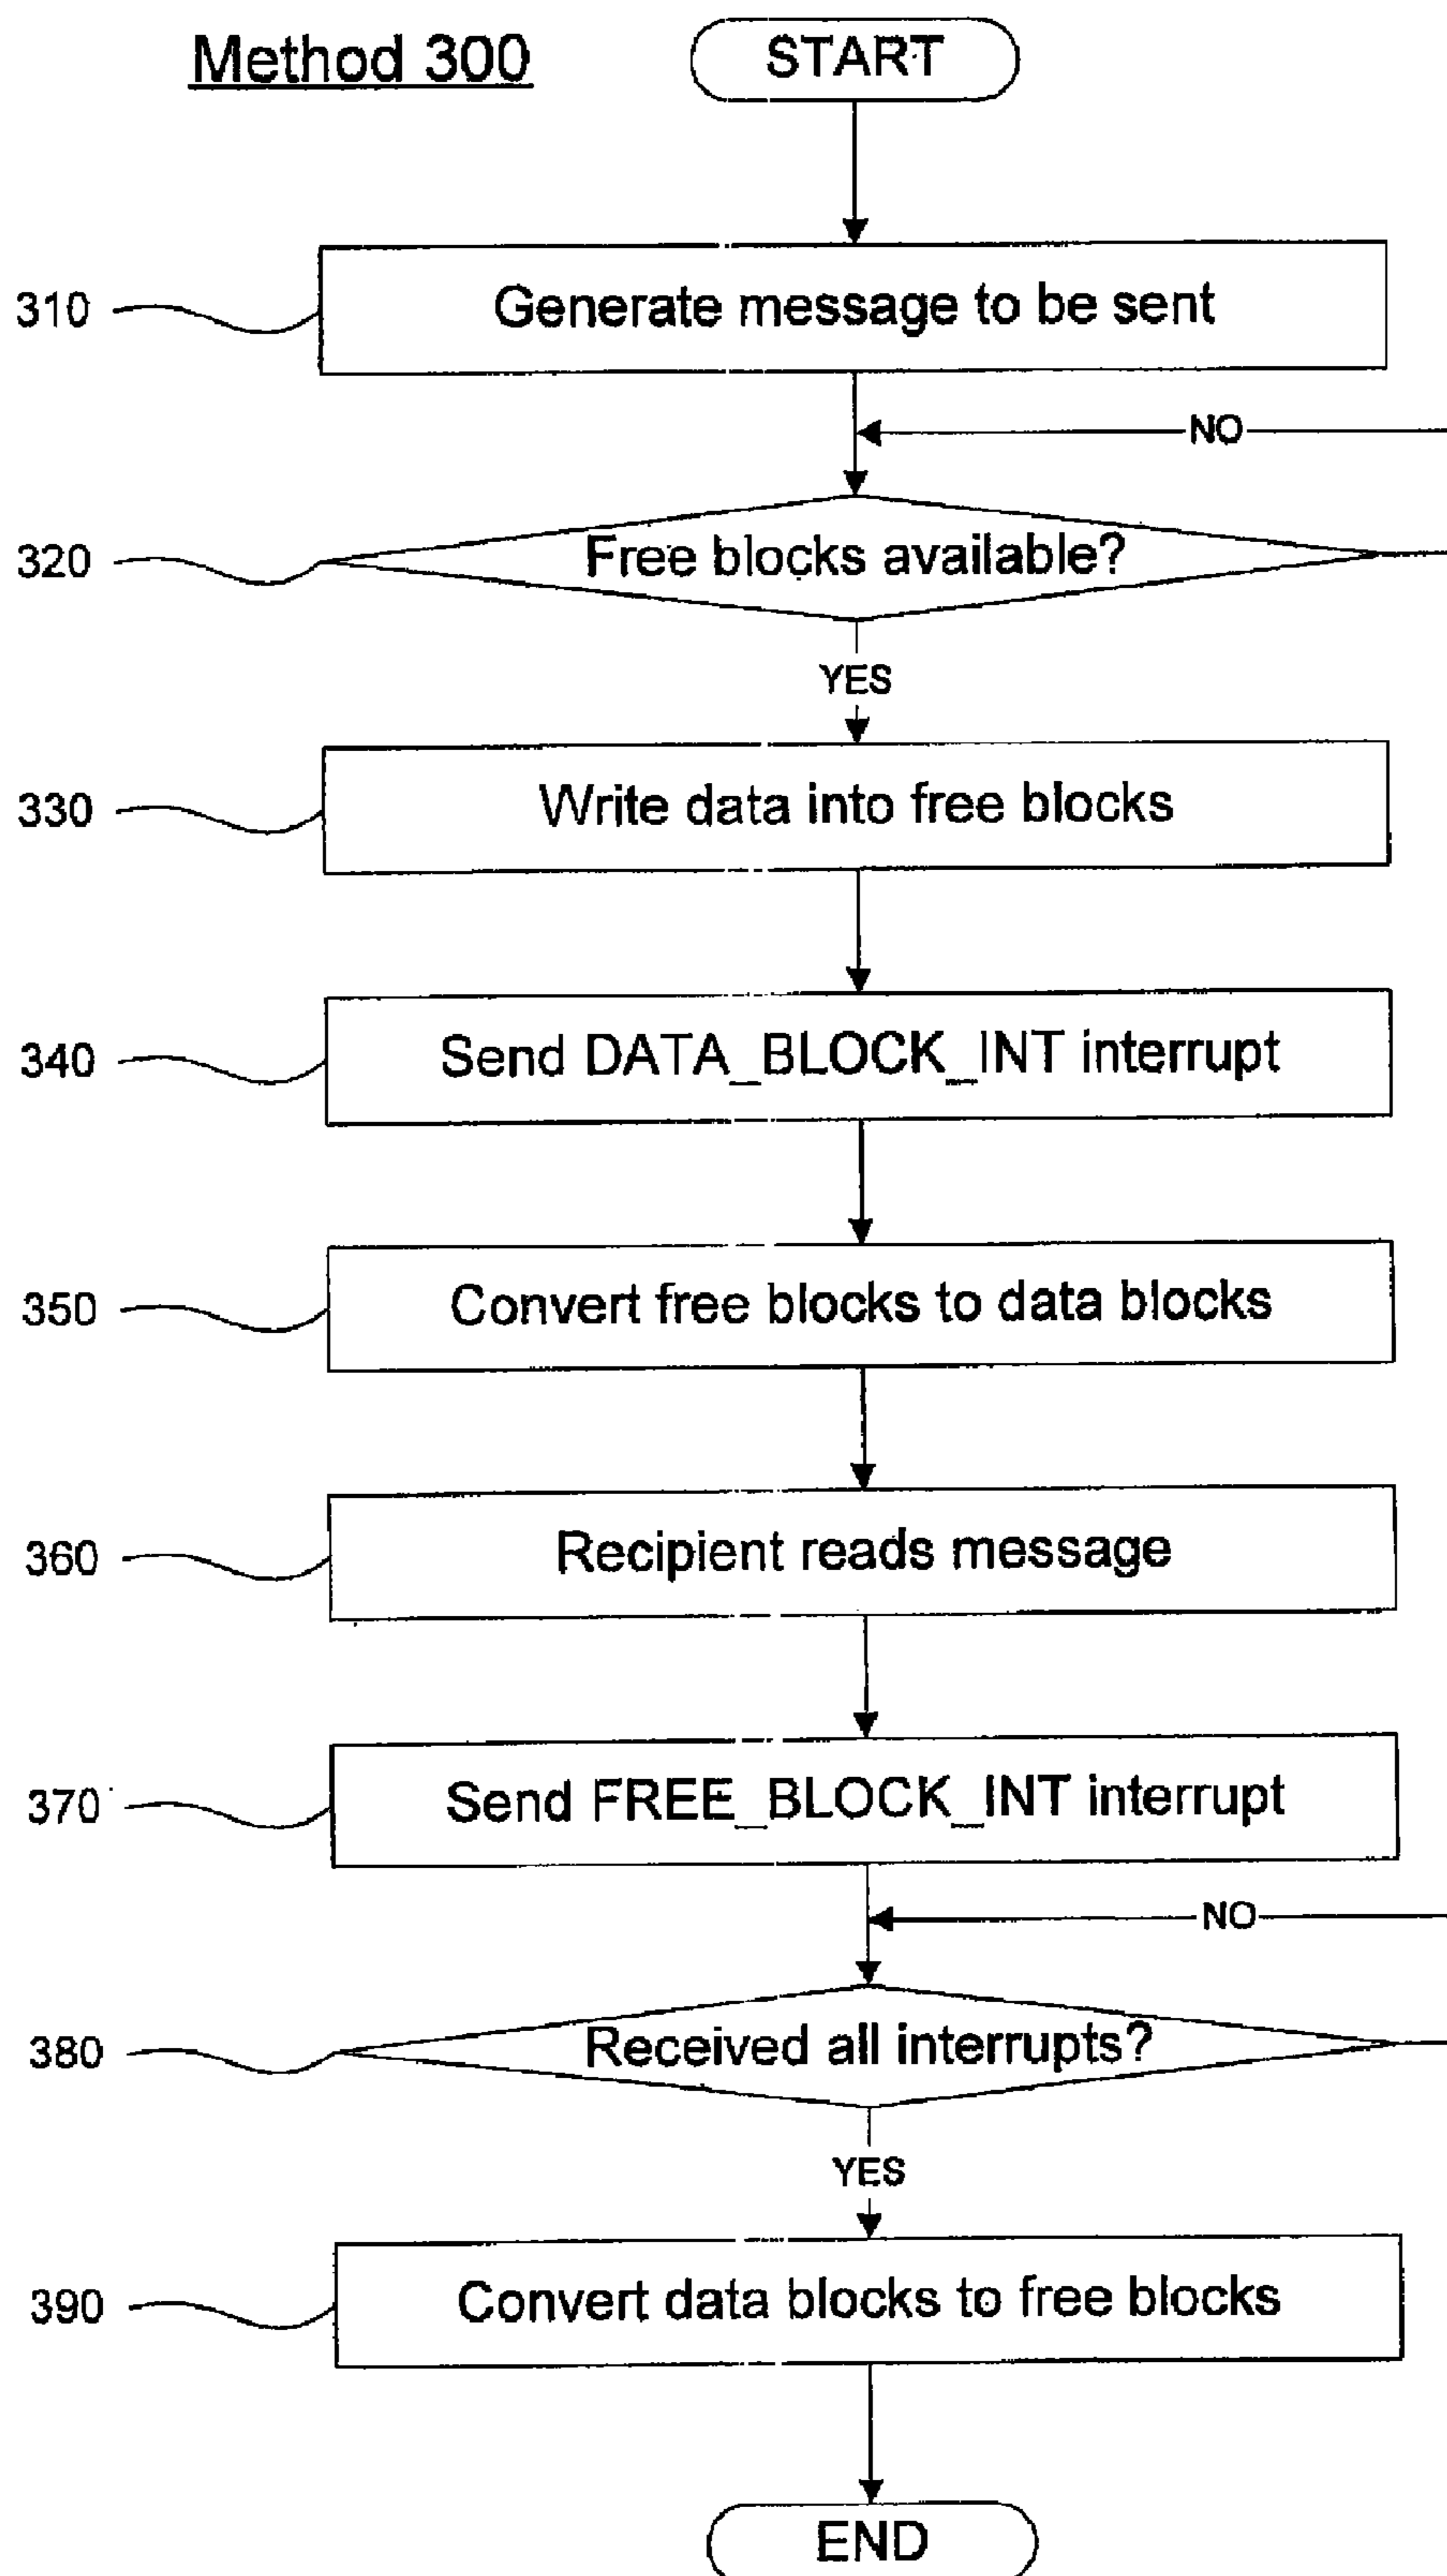 Method 300
START
310
Generate message to be sent
NO
320
Free blocks available?
YES
330
Write data into free blocks
340
Send DATA_BLOCK_INT interrupt
350
Convert free blocks to data blocks
360
Recipient reads message
370
Send FREE_BLOCK_INT interrupt
NO
380
Received all interrupts?
YES
390
Convert data blocks to free blocks
END